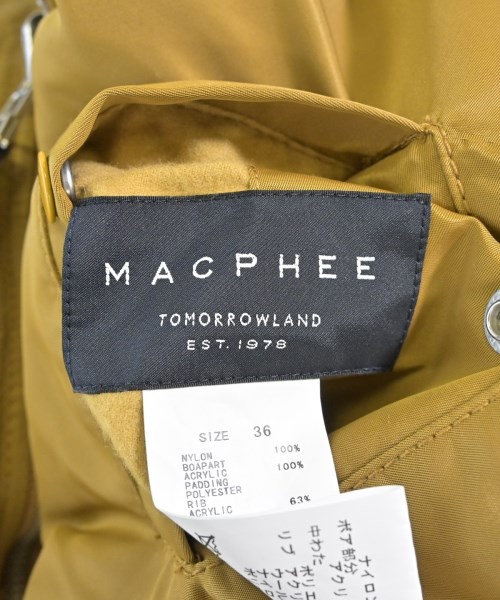 MACPHEE
TOMORROWLAND
EST. 1978
SIZE 36
NYLON 100%
BOAPART
ACRYLIC 100%
PADDING
POLYESTER
RIB
ACRYLIC 63%
ナイロン
ボア部分
アクリ
中わた
ポリエ
リブ
アクリ
ウール